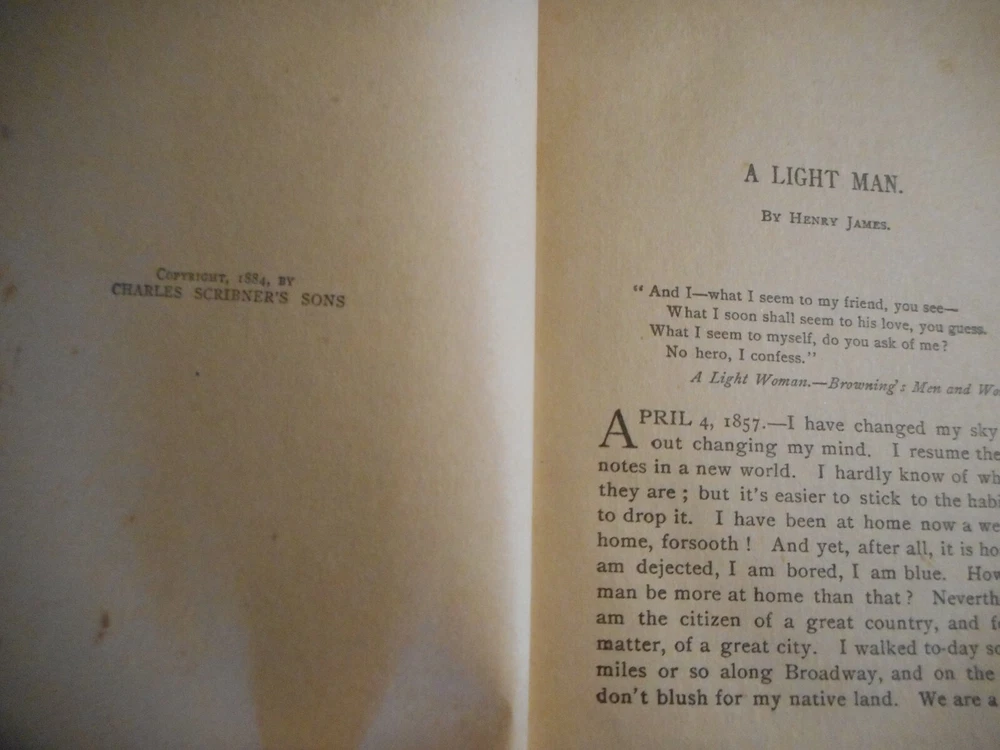 COPYRIGHT, 1884, BY
CHARLES SCRIBNER'S SONS
A LIGHT MAN.
BY HENRY JAMES.
“ And I—what I seem to my friend, you see—
What I soon shall seem to his love, you guess.
What I seem to myself, do you ask of me?
No hero, I confess.”
A Light Woman.—Browning's Men and Wo
APRIL 4, 1857.—I have changed my sky
out changing my mind. I resume the
notes in a new world. I hardly know of wh
they are ; but it's easier to stick to the habi
to drop it. I have been at home now a we
home, forsooth ! And yet, after all, it is ho
am dejected, I am bored, I am blue. How
man be more at home than that ? Neverth
am the citizen of a great country, and f
matter, of a great city. I walked to-day so
miles or so along Broadway, and on the
don't blush for my native land. We are a